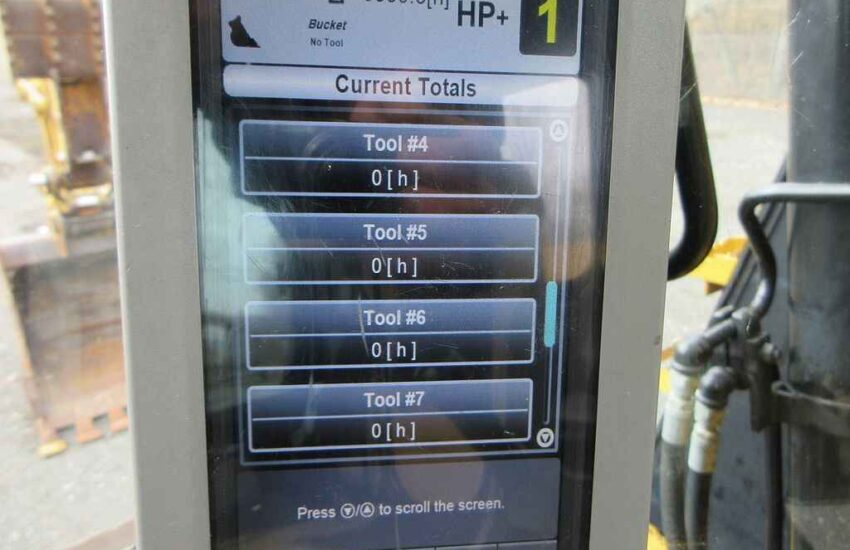 HP+
1
Bucket
No Tool
Current Totals
Tool #4
0[h]
Tool #5
0[h]
Tool #6
0[h]
Tool #7
0[h]
Press ▼/▲ to scroll the screen.